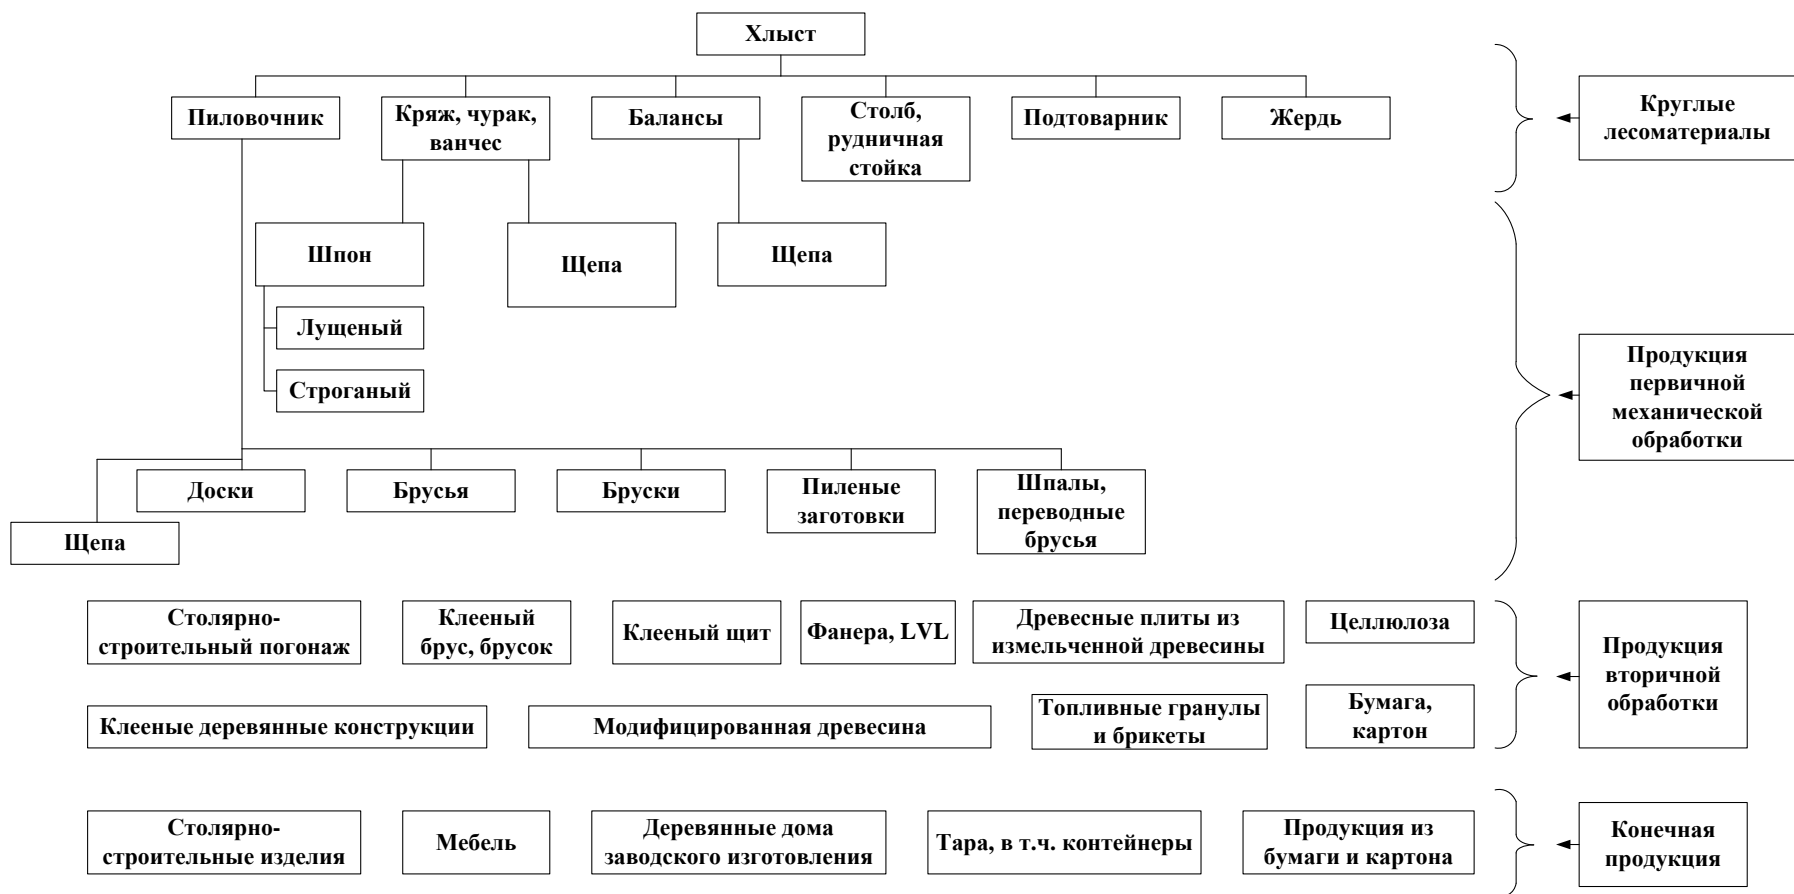 Хлыст
Пиловочник
Кряж, чурак,
ванчес
Балансы
Столб,
рудничная
стойка
Подтоварник
Жердь
Круглые
лесоматериалы
Шпон
Щепа
Щепа
Лущеный
Строганый
Продукция
первичной
механической
обработки
Доски
Брусья
Бруски
Пиленые
заготовки
Шпалы,
переводные
брусья
Щепа
Столярно-
строительный погонаж
Клееный
брус, брусок
Клееный щит
Фанера, LVL
Древесные плиты из
измельченной древесины
Целлюлоза
Продукция
вторичной
обработки
Клееные деревянные конструкции
Модифицированная древесина
Топливные гранулы
и брикеты
Бумага,
картон
Столярно-
строительные изделия
Мебель
Деревянные дома
заводского изготовления
Тара, в т.ч. контейнеры
Продукция из
бумаги и картона
Конечная
продукция